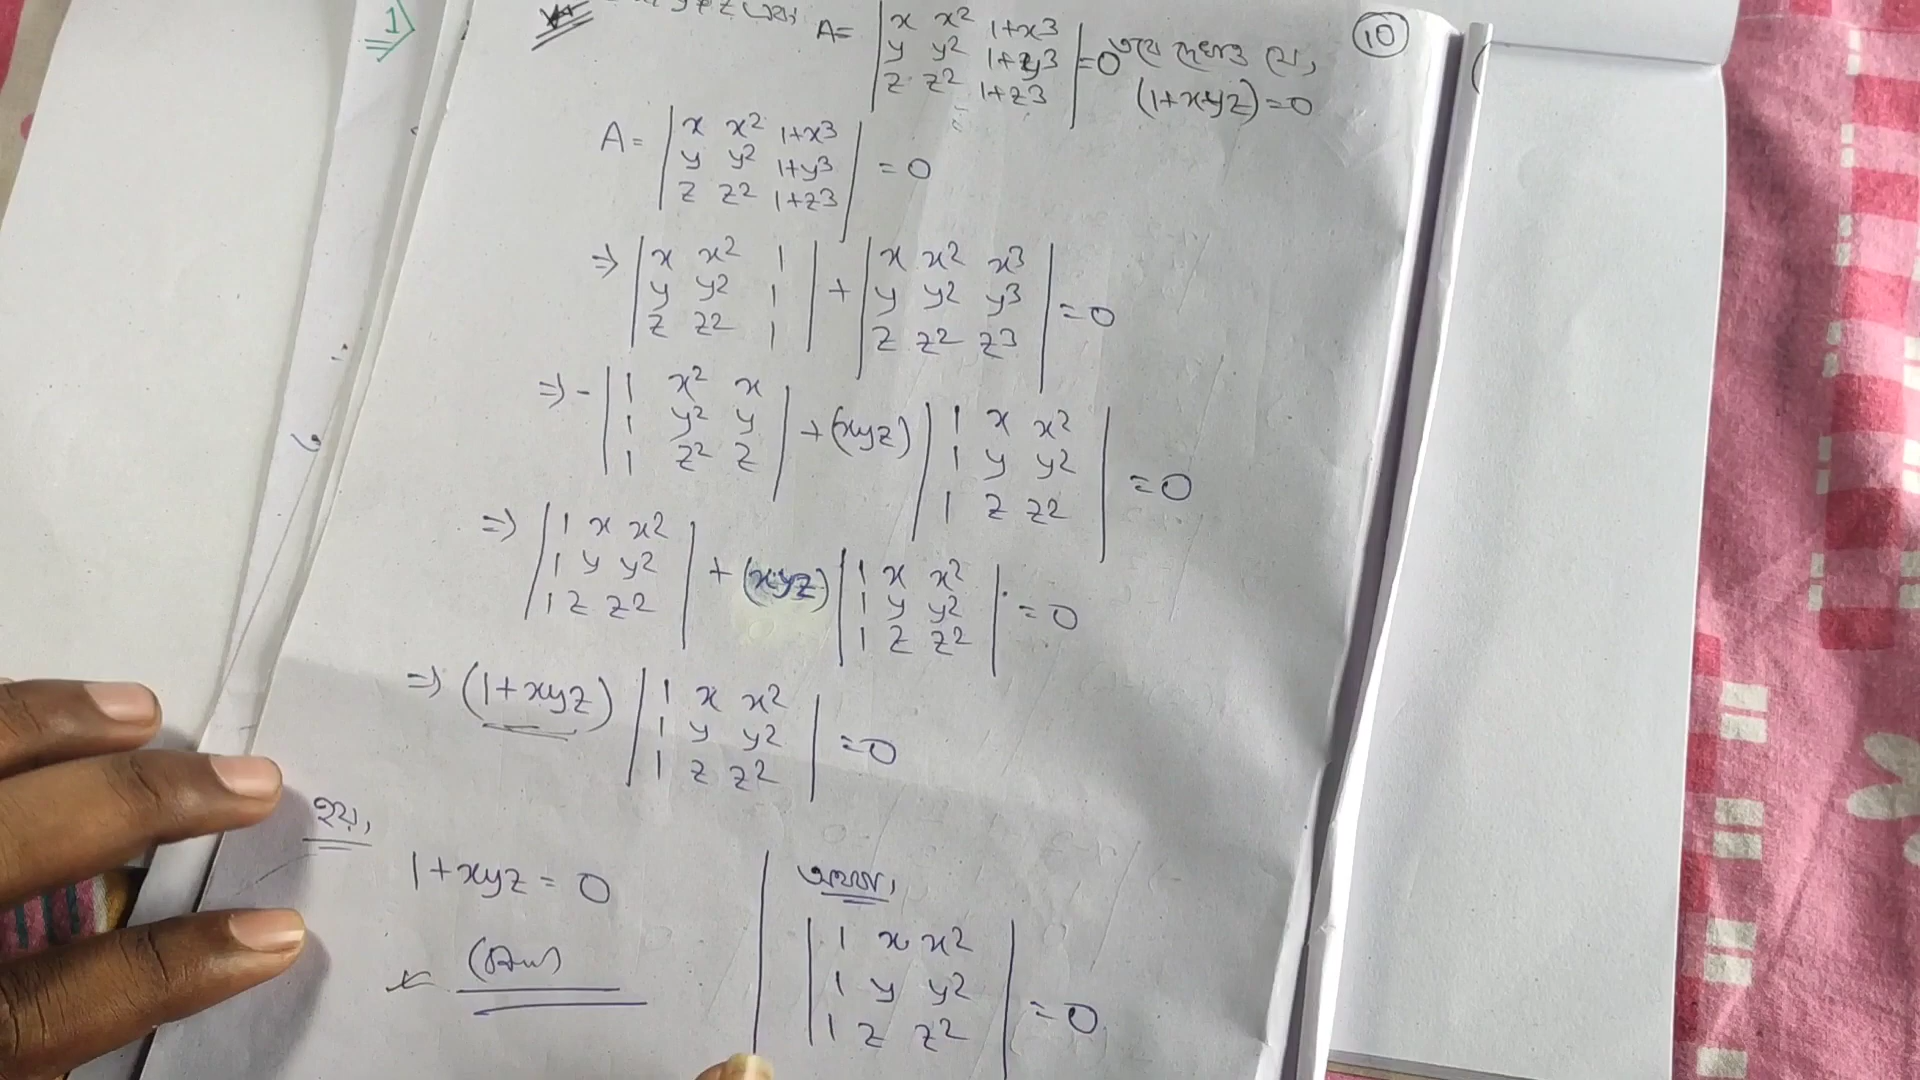 1)
y ≠ z
A= | x x2 1+x3 |
| y y2 1+y3 | =0 তবে দেখাও যে,
| z z2 1+z3 | (1+xyz)=0
10
A= | x x2 1+x3 |
| y y2 1+y3 | =0
| z z2 1+z3 |
⇒ | x x2 1 | + | x x2 x3 |
| y y2 1 | | y y2 y3 | =0
| z z2 1 | | z z2 z3 |
⇒ - | 1 x2 x | +(xyz) | 1 x x2 |
| 1 y2 y | | 1 y y2 | =0
| 1 z2 z | | 1 z z2 |
⇒ | 1 x x2 | +(xyz) | 1 x x2 |
| 1 y y2 | | 1 y y2 | =0
| 1 z z2 | | 1 z z2 |
⇒ (1+xyz) | 1 x x2 |
| 1 y y2 | =0
| 1 z z2 |
হয়,
1+xyz=0
(Ans)
অথবা,
| 1 x x2 |
| 1 y y2 | =0
| 1 z z2 |